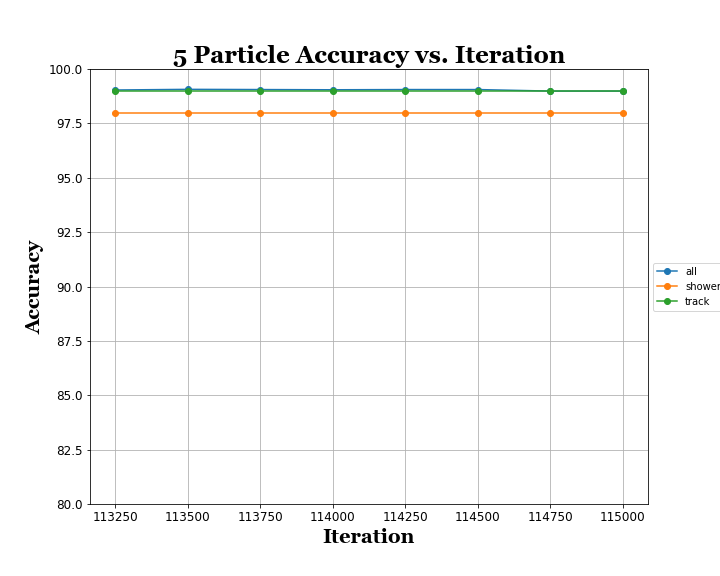 5 Particle Accuracy vs. Iteration
100.0
97.5
95.0
92.5
90.0
87.5
85.0
82.5
80.0
Accuracy
113250 113500 113750 114000 114250 114500 114750 115000
Iteration
all
shower
track